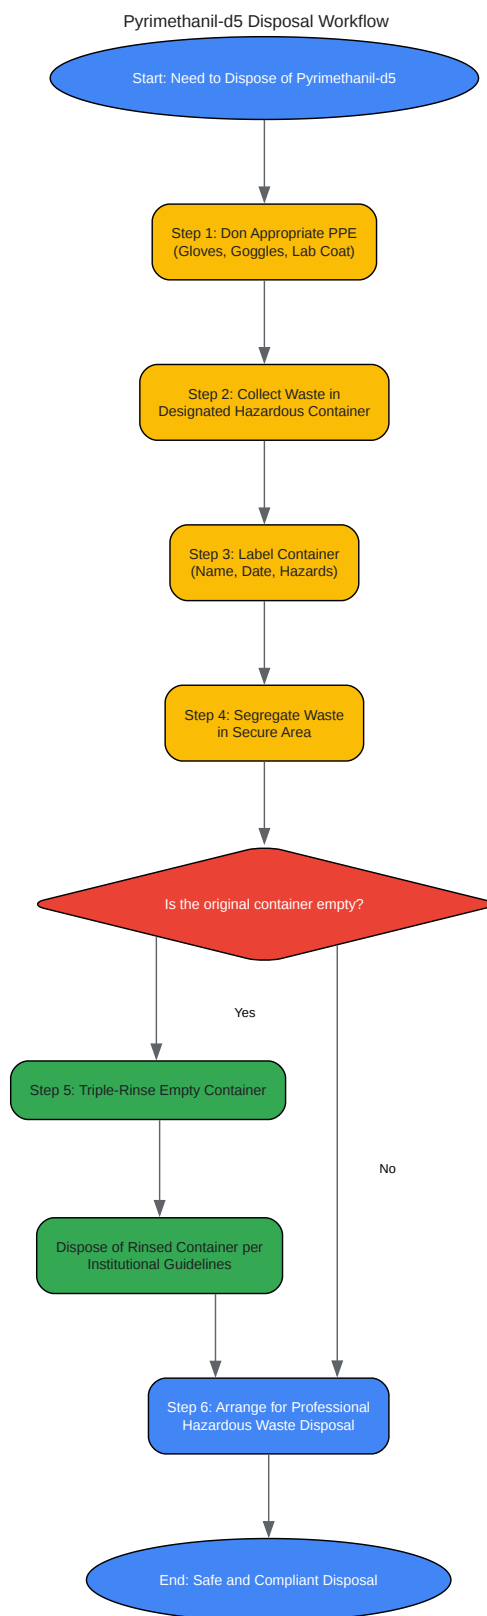 Pyrimethanil-d5 Disposal Workflow
Start: Need to Dispose of Pyrimethanil-d5
Step 1: Don Appropriate PPE
(Gloves, Goggles, Lab Coat)
Step 2: Collect Waste in
Designated Hazardous Container
Step 3: Label Container
(Name, Date, Hazards)
Step 4: Segregate Waste
in Secure Area
Is the original container empty?
Yes
Step 5: Triple-Rinse Empty Container
No
Dispose of Rinsed Container per
Institutional Guidelines
Step 6: Arrange for Professional
Hazardous Waste Disposal
End: Safe and Compliant Disposal